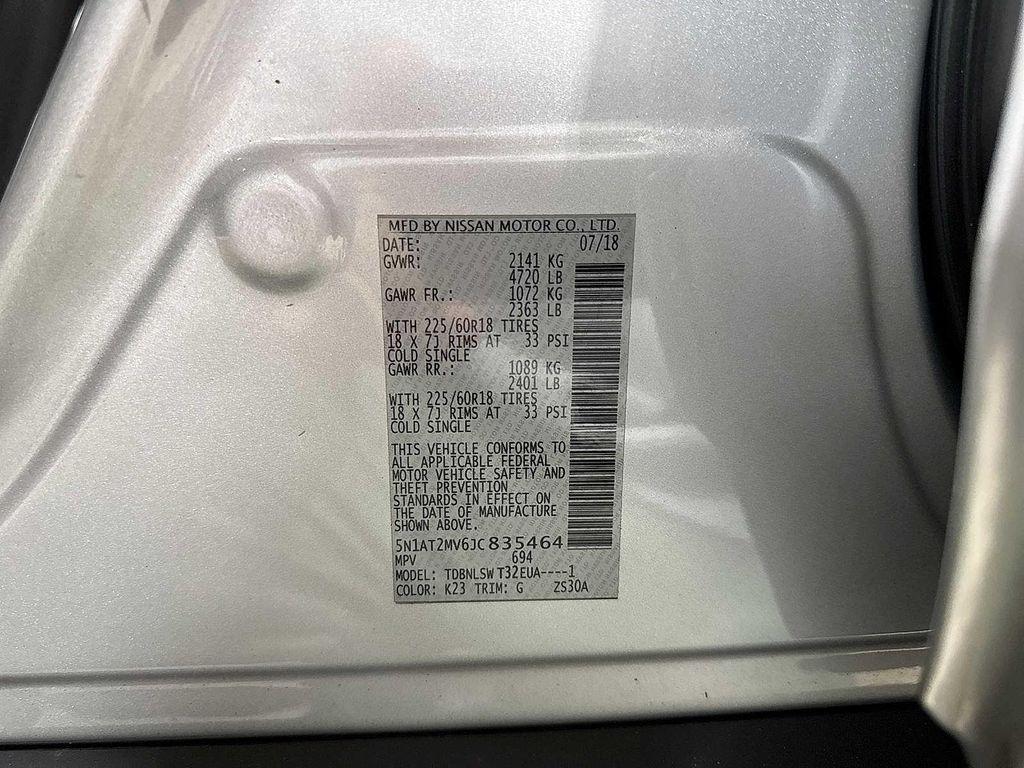 MFD BY NISSAN MOTOR CO., LTD.
DATE: 07/18
GVWR: 2141 KG
4720 LB
GAWR FR.: 1072 KG
2363 LB
WITH 225/60R18 TIRES
18 X 7J RIMS AT 33 PSI
COLD SINGLE
GAWR RR.: 1089 KG
2401 LB
WITH 225/60R18 TIRES
18 X 7J RIMS AT 33 PSI
COLD SINGLE
THIS VEHICLE CONFORMS TO
ALL APPLICABLE FEDERAL
MOTOR VEHICLE SAFETY AND
THEFT PREVENTION
STANDARDS IN EFFECT ON
THE DATE OF MANUFACTURE
SHOWN ABOVE.
5N1AT2MV6JC835464
MPV 694
MODEL: TDBNLSW T32EUA----1
COLOR: K23 TRIM: G ZS30A